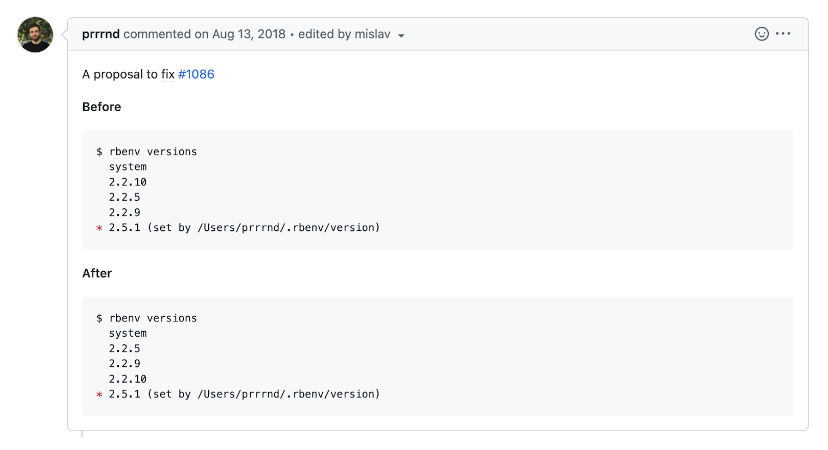 prrrnd commented on Aug 13, 2018 • edited by mislav
A proposal to fix #1086
Before
$ rbenv versions
  system
  2.2.10
  2.2.5
  2.2.9
* 2.5.1 (set by /Users/prrrnd/.rbenv/version)
After
$ rbenv versions
  system
  2.2.5
  2.2.9
  2.2.10
* 2.5.1 (set by /Users/prrrnd/.rbenv/version)